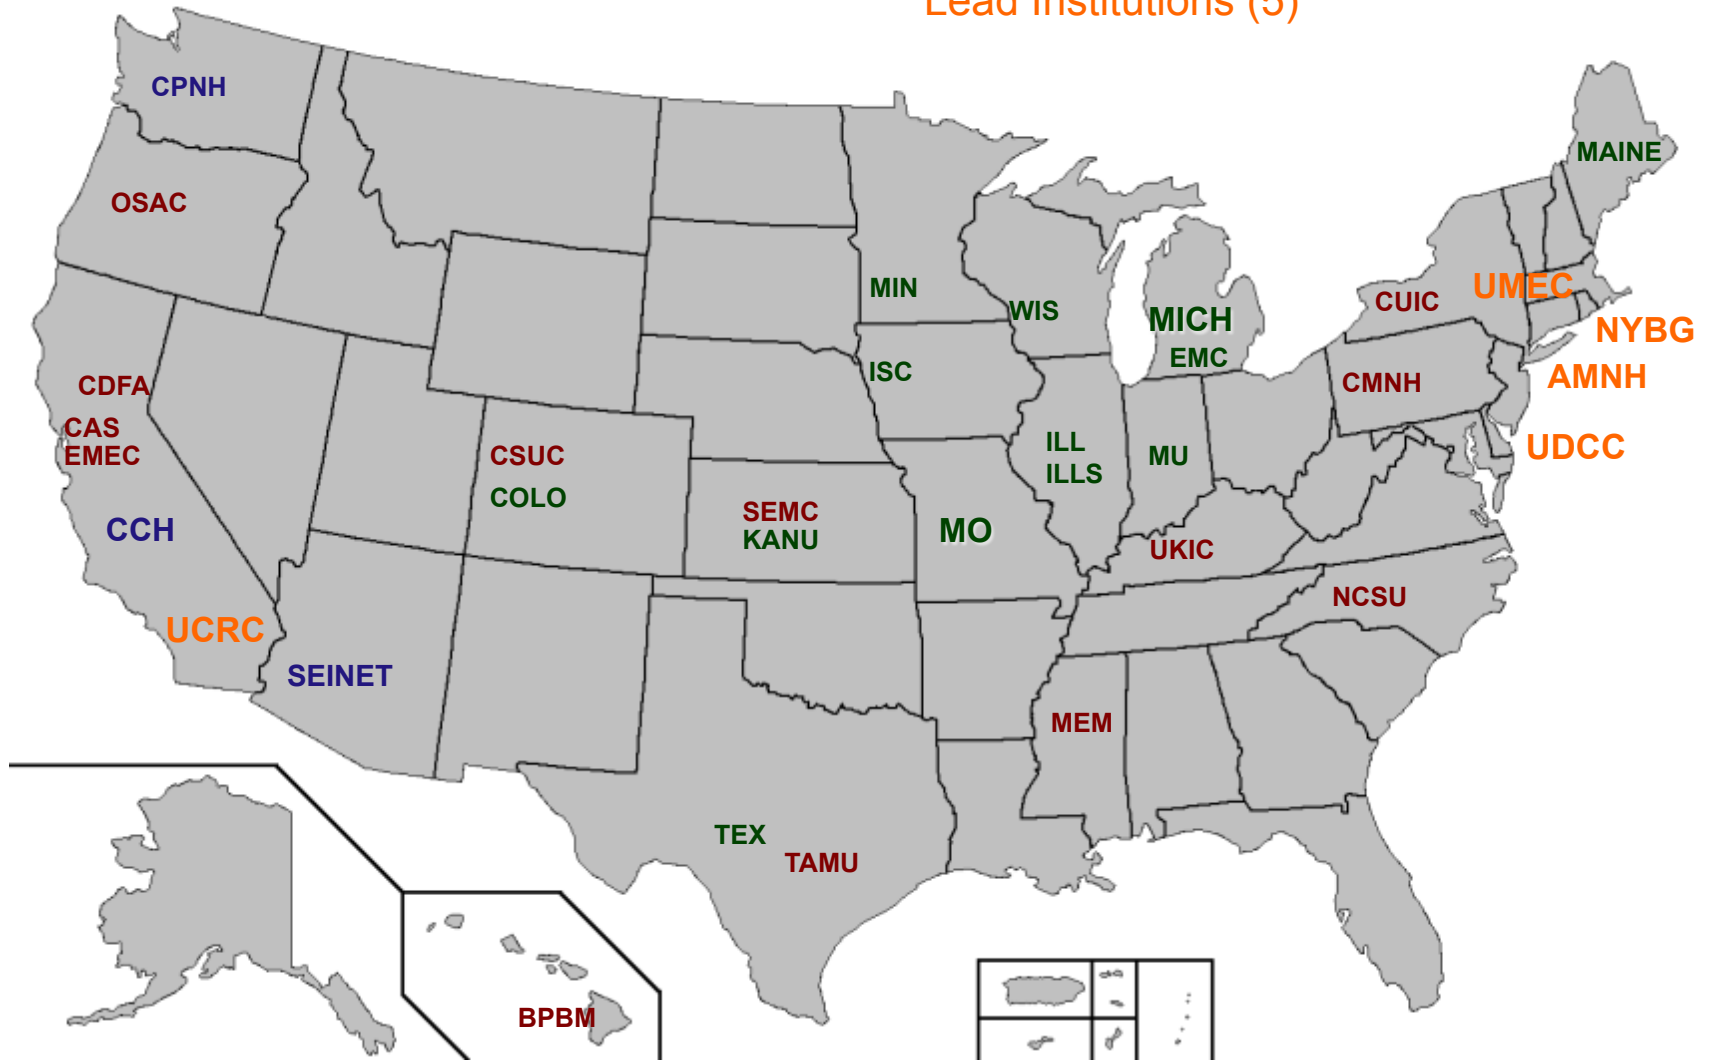 Lead Institutions (5)
CPNH
MAINE
OSAC
MIN
UMEC
CUIC
WIS
MICH
NYBG
EMC
ISC
AMNH
CDFA
CMNH
CAS
EMEC
ILL
ILLS
MU
UDCC
CSUC
COLO
SEMC
KANU
CCH
MO
UKIC
NCSU
UCRC
SEINET
MEM
TEX
TAMU
BPBM